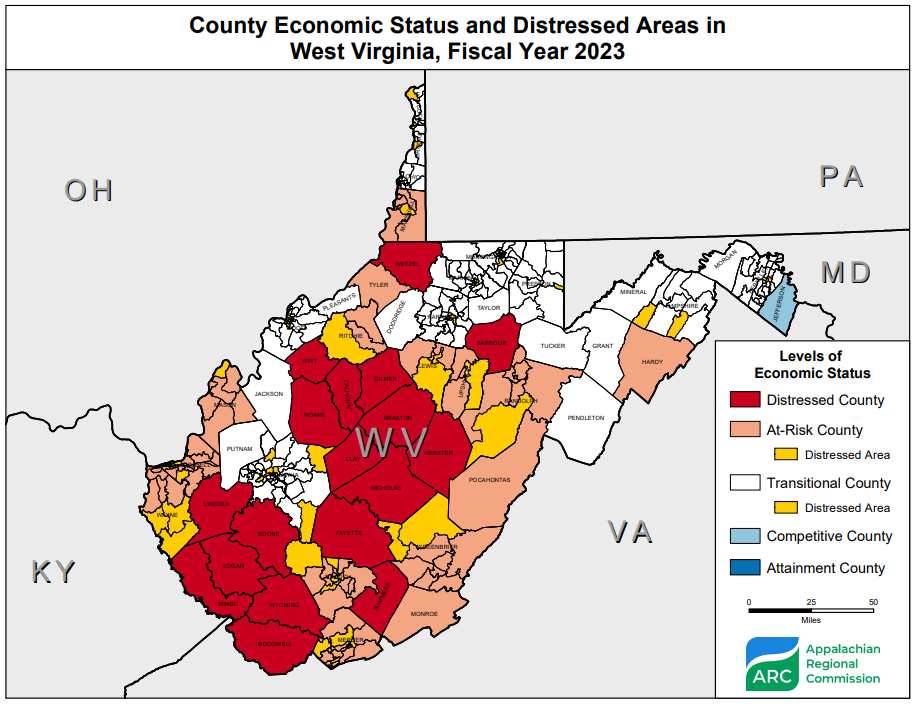 County Economic Status and Distressed Areas in
West Virginia, Fiscal Year 2023
OH
PA
MD
VA
KY
WV
WETZEL
TYLER
PLEASANTS
DODDRIDGE
RITCHIE
TAYLOR
BARBOUR
TUCKER
GRANT
MINERAL
HARDY
MORGAN
JEFFERSON
PENDLETON
RANDOLPH
LEWIS
WIRT
GILMER
CALHOUN
ROANE
BRAXTON
JACKSON
MASON
PUTNAM
CLAY
WEBSTER
NICHOLAS
POCAHONTAS
LINCOLN
WAYNE
BOONE
FAYETTE
GREENBRIER
LOGAN
MINGO
WYOMING
SUMMERS
MONROE
MERCER
MCDOWELL
Levels of
Economic Status
Distressed County
At-Risk County
Distressed Area
Transitional County
Distressed Area
Competitive County
Attainment County
0 25 50
Miles
ARC
Appalachian
Regional
Commission